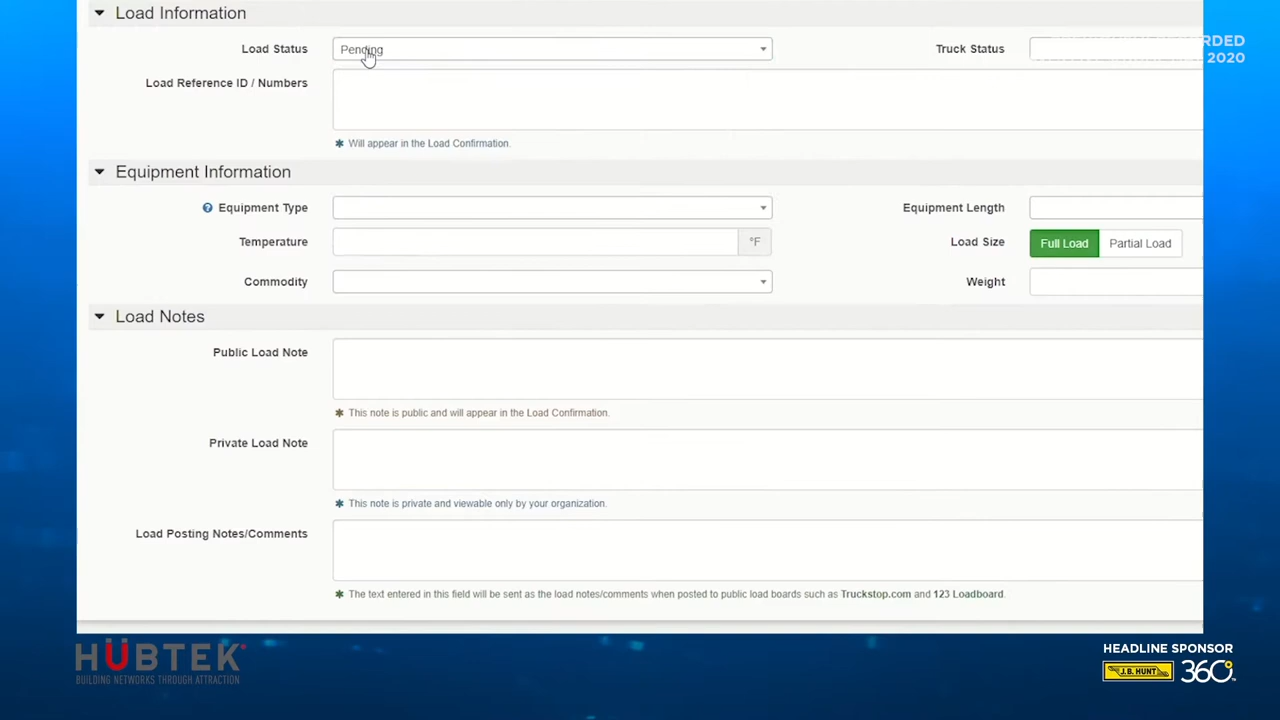 Load Information
Load Status
Pending
Truck Status
RDED
2020
Load Reference ID / Numbers
✱ Will appear in the Load Confirmation.
Equipment Information
Equipment Type
Equipment Length
Temperature
°F
Load Size
Full Load
Partial Load
Commodity
Weight
Load Notes
Public Load Note
✱ This note is public and will appear in the Load Confirmation.
Private Load Note
✱ This note is private and viewable only by your organization.
Load Posting Notes/Comments
✱ The text entered in this field will be sent as the load notes/comments when posted to public load boards such as Truckstop.com and 123 Loadboard.
HUBTEK
BUILDING NETWORKS THROUGH ATTRACTION
HEADLINE SPONSOR
J.B. HUNT 360°